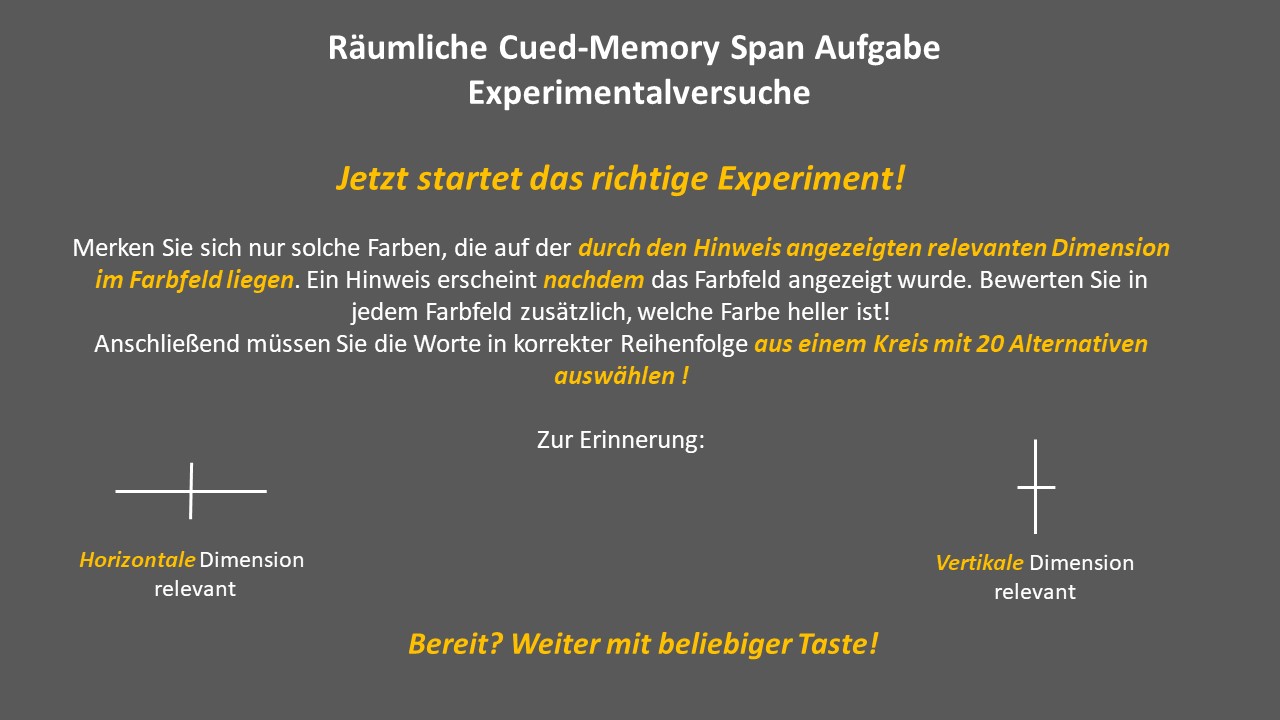 Räumliche Cued-Memory Span Aufgabe
Experimentalversuche
Jetzt startet das richtige Experiment!
Merken Sie sich nur solche Farben, die auf der durch den Hinweis angezeigten relevanten Dimension
im Farbfeld liegen. Ein Hinweis erscheint nachdem das Farbfeld angezeigt wurde. Bewerten Sie in
jedem Farbfeld zusätzlich, welche Farbe heller ist!
Anschließend müssen Sie die Worte in korrekter Reihenfolge aus einem Kreis mit 20 Alternativen
auswählen !
Zur Erinnerung:
Horizontale Dimension
relevant
Vertikale Dimension
relevant
Bereit? Weiter mit beliebiger Taste!